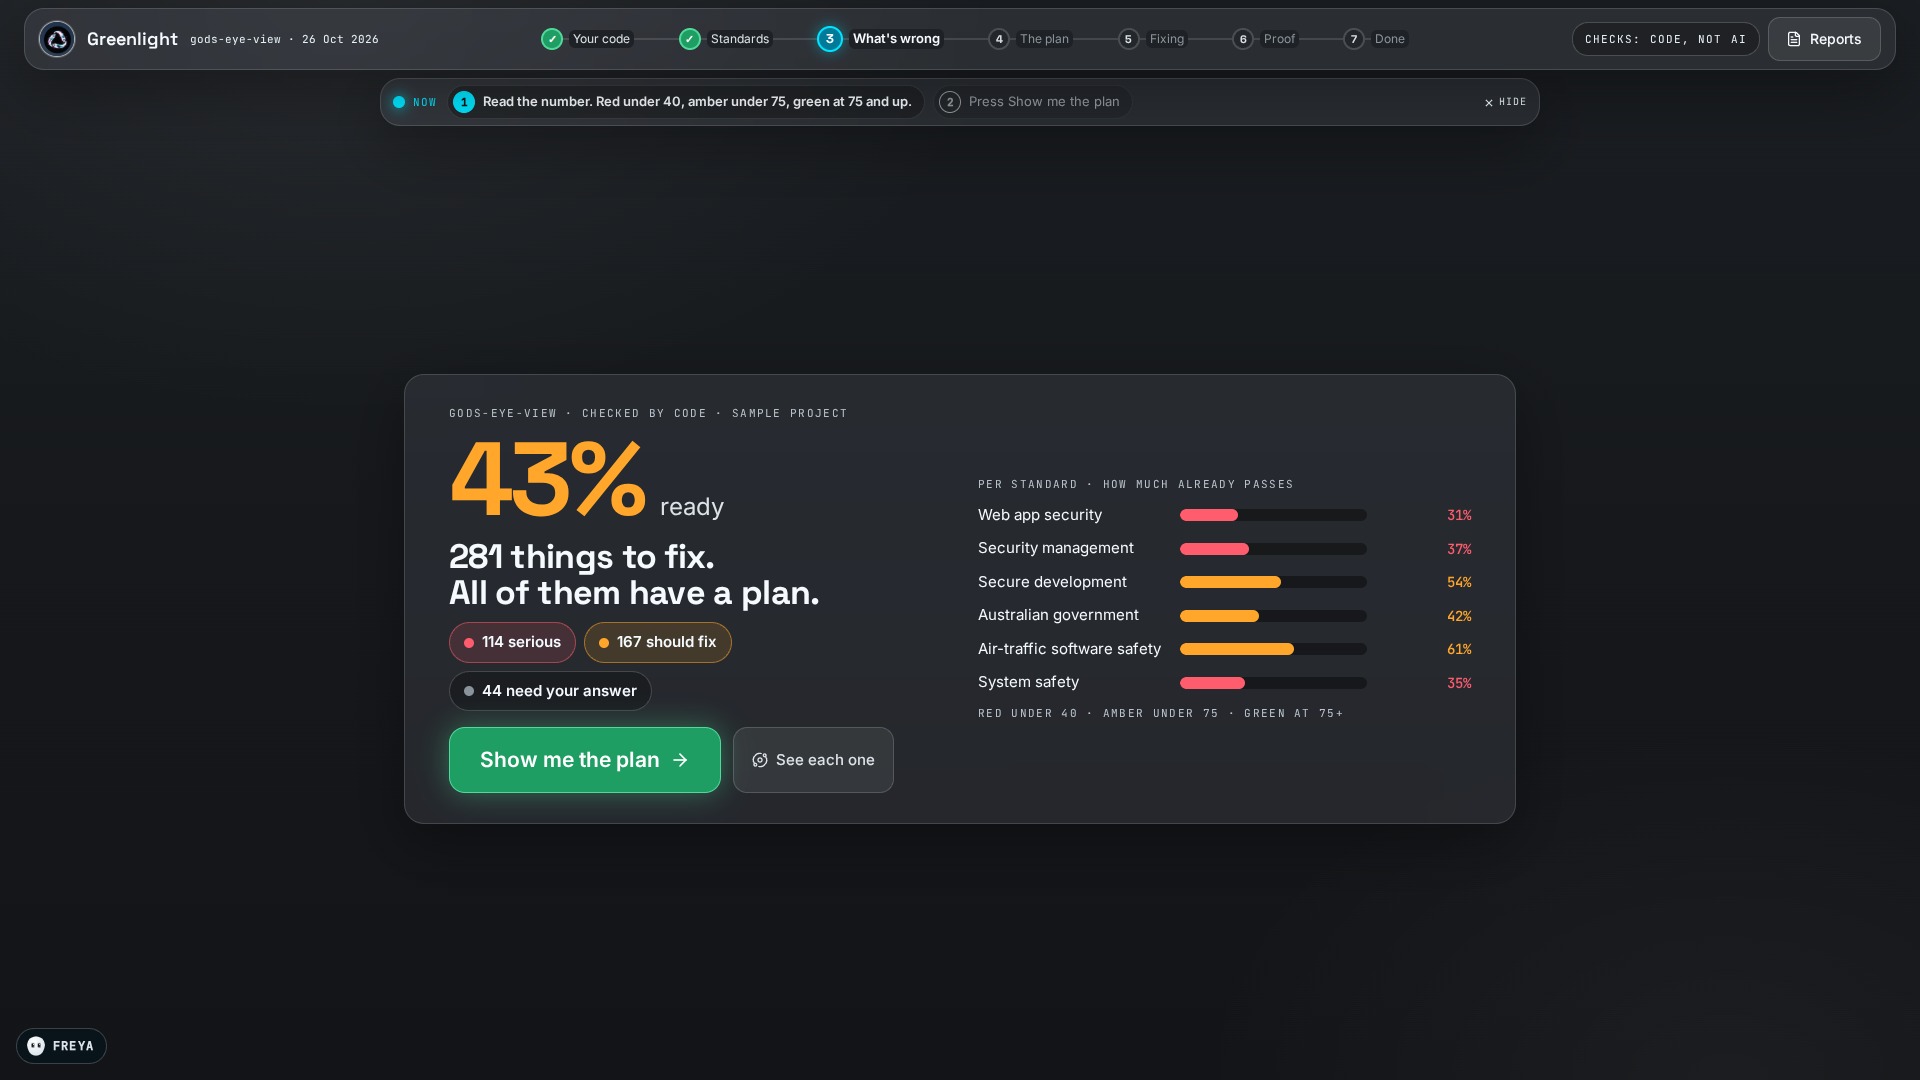 Greenlight gods-eye-view · 26 Oct 2026
✓ Your code ✓ Standards 3 What's wrong 4 The plan 5 Fixing 6 Proof 7 Done
CHECKS: CODE, NOT AI
Reports
NOW 1 Read the number. Red under 40, amber under 75, green at 75 and up. 2 Press Show me the plan × HIDE
GODS-EYE-VIEW · CHECKED BY CODE · SAMPLE PROJECT
43% ready
281 things to fix.
All of them have a plan.
114 serious 167 should fix
44 need your answer
Show me the plan → See each one
PER STANDARD · HOW MUCH ALREADY PASSES
Web app security 31%
Security management 37%
Secure development 54%
Australian government 42%
Air-traffic software safety 61%
System safety 35%
RED UNDER 40 · AMBER UNDER 75 · GREEN AT 75+
FREYA